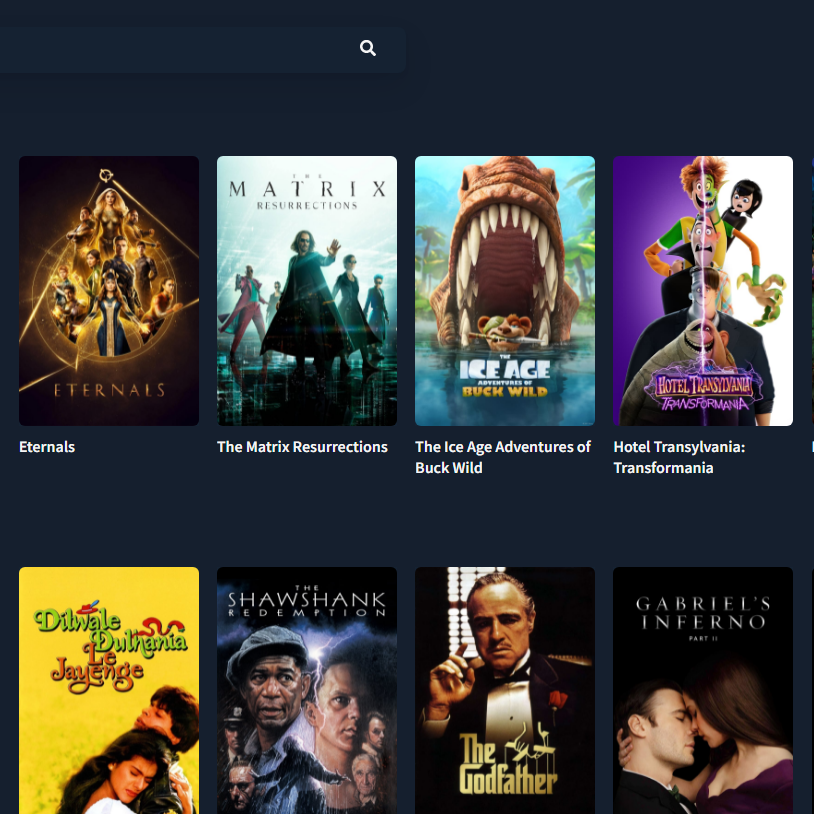 THE
MATRIX
RESURRECTIONS
THE
ICE AGE
ADVENTURES OF
BUCK WILD
HOTEL TRANSYLVANIA
TRANSFORMANIA
ETERNALS
Eternals
The Matrix Resurrections
The Ice Age Adventures of
Buck Wild
Hotel Transylvania:
Transformania
Dilwale
Dulhania
Le
Jayenge
THE
SHAWSHANK
REDEMPTION
The
Godfather
GABRIEL'S
INFERNO
PART II